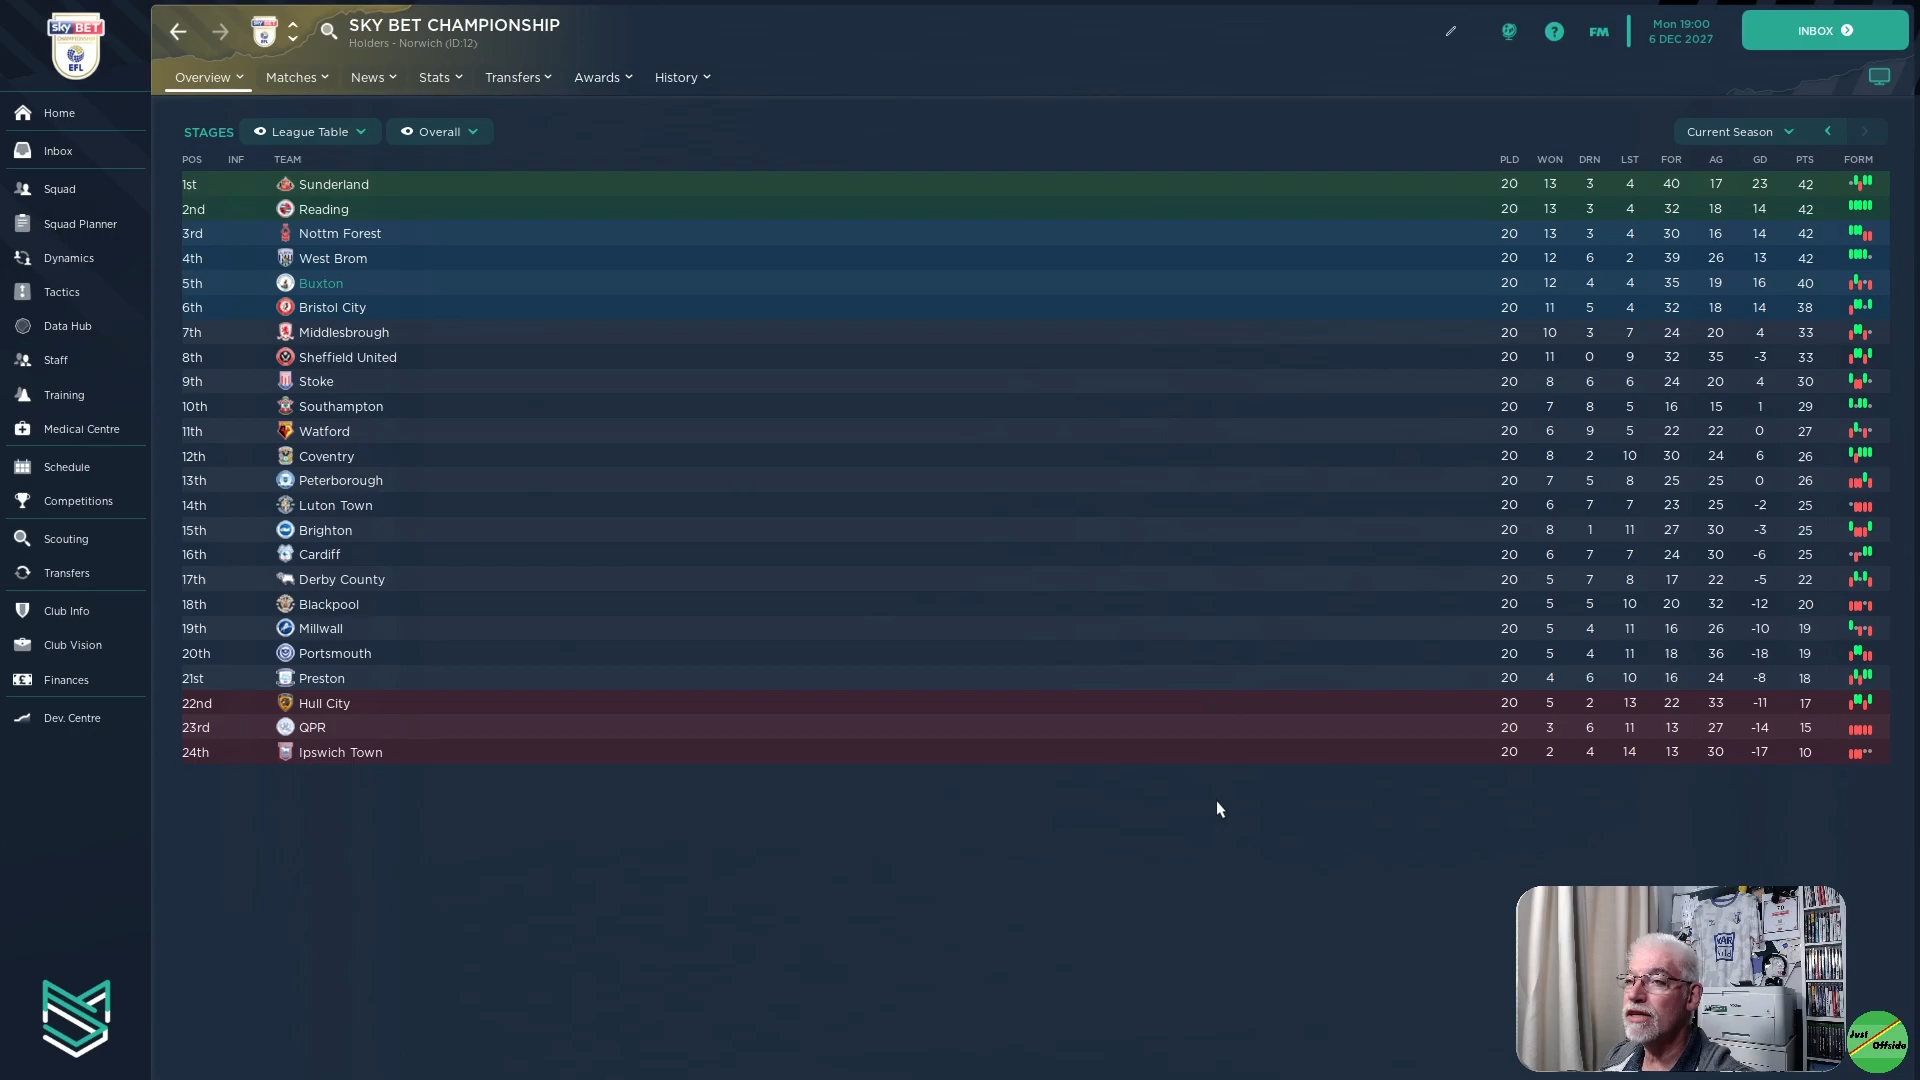 sky BET
CHAMPIONSHIP
EFL
SKY BET CHAMPIONSHIP
Holders - Norwich (ID:12)
FM
Mon 19:00
6 DEC 2027
INBOX
Overview Matches News Stats Transfers Awards History
Home
Inbox
Squad
Squad Planner
Dynamics
Tactics
Data Hub
Staff
Training
Medical Centre
Schedule
Competitions
Scouting
Transfers
Club Info
Club Vision
Finances
Dev. Centre
STAGES League Table Overall Current Season
POS INF TEAM PLD WON DRN LST FOR AG GD PTS FORM
1st Sunderland 20 13 3 4 40 17 23 42
2nd Reading 20 13 3 4 32 18 14 42
3rd Nottm Forest 20 13 3 4 30 16 14 42
4th West Brom 20 12 6 2 39 26 13 42
5th Buxton 20 12 4 4 35 19 16 40
6th Bristol City 20 11 5 4 32 18 14 38
7th Middlesbrough 20 10 3 7 24 20 4 33
8th Sheffield United 20 11 0 9 32 35 -3 33
9th Stoke 20 8 6 6 24 20 4 30
10th Southampton 20 7 8 5 16 15 1 29
11th Watford 20 6 9 5 22 22 0 27
12th Coventry 20 8 2 10 30 24 6 26
13th Peterborough 20 7 5 8 25 25 0 26
14th Luton Town 20 6 7 7 23 25 -2 25
15th Brighton 20 8 1 11 27 30 -3 25
16th Cardiff 20 6 7 7 24 30 -6 25
17th Derby County 20 5 7 8 17 22 -5 22
18th Blackpool 20 5 5 10 20 32 -12 20
19th Millwall 20 5 4 11 16 26 -10 19
20th Portsmouth 20 5 4 11 18 36 -18 19
21st Preston 20 4 6 10 16 24 -8 18
22nd Hull City 20 5 2 13 22 33 -11 17
23rd QPR 20 3 6 11 13 27 -14 15
24th Ipswich Town 20 2 4 14 13 30 -17 10
Just
Offside